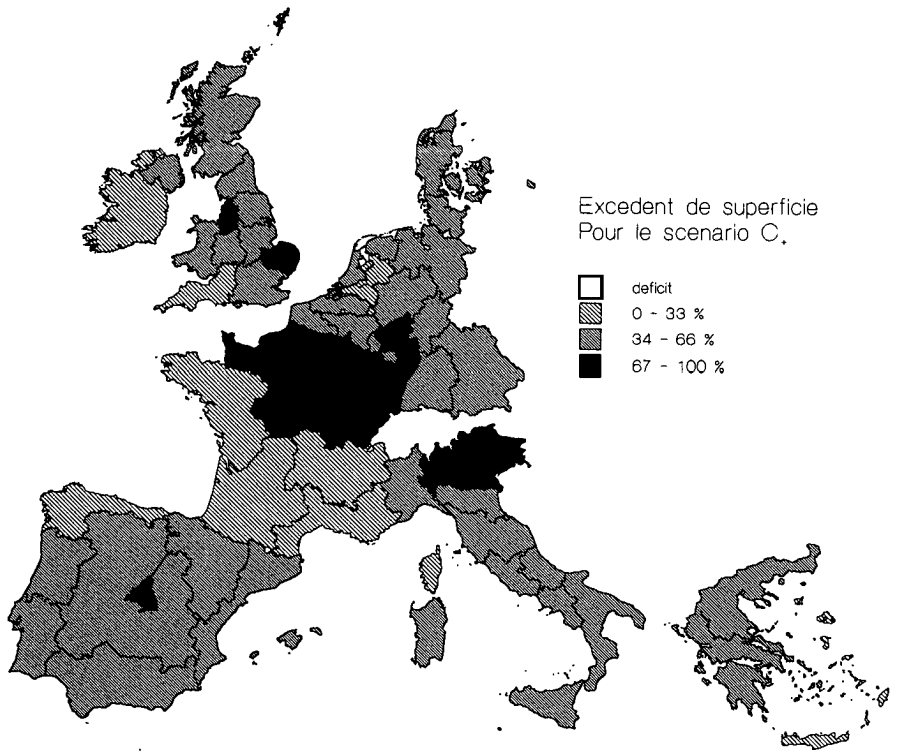 Excedent de superficie
Pour le scenario C₊
deficit
0 - 33 %
34 - 66 %
67 - 100 %